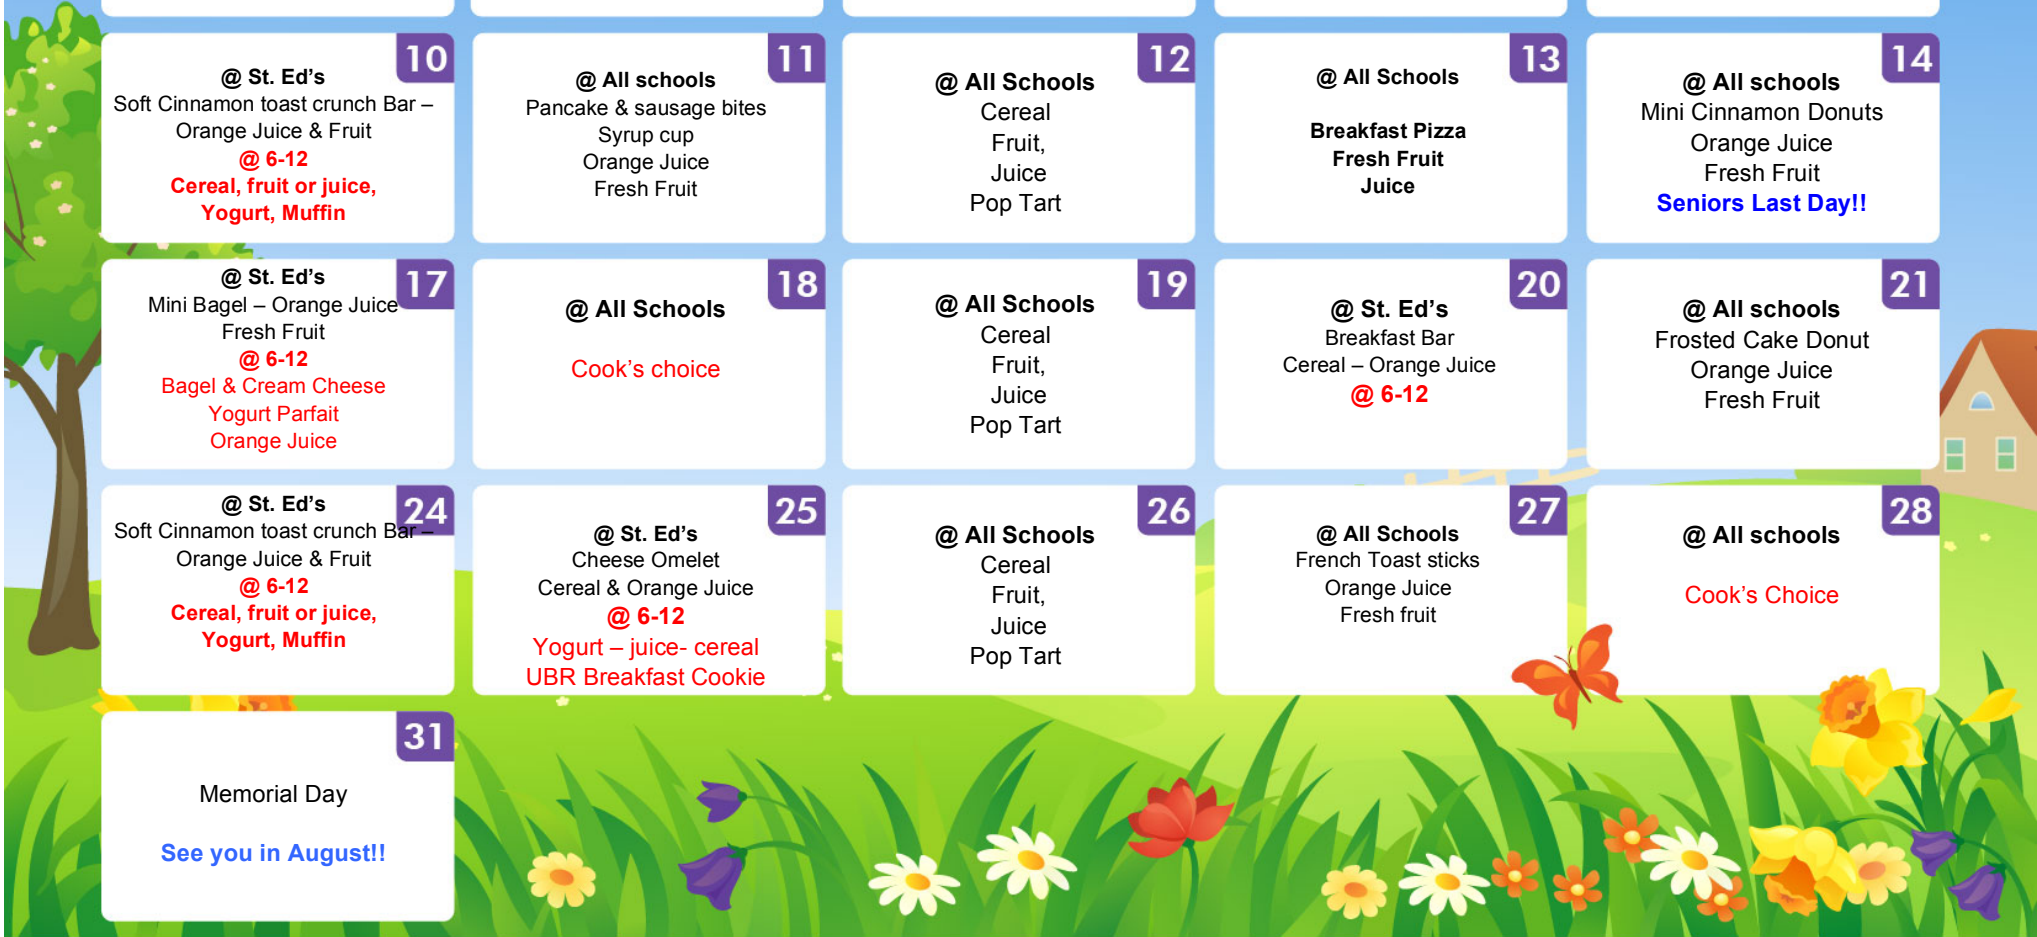 10
@ St. Ed's
Soft Cinnamon toast crunch Bar –
Orange Juice & Fruit
@ 6-12
Cereal, fruit or juice,
Yogurt, Muffin
11
@ All schools
Pancake & sausage bites
Syrup cup
Orange Juice
Fresh Fruit
12
@ All Schools
Cereal
Fruit,
Juice
Pop Tart
13
@ All Schools
Breakfast Pizza
Fresh Fruit
Juice
14
@ All schools
Mini Cinnamon Donuts
Orange Juice
Fresh Fruit
Seniors Last Day!!
17
@ St. Ed's
Mini Bagel – Orange Juice
Fresh Fruit
@ 6-12
Bagel & Cream Cheese
Yogurt Parfait
Orange Juice
18
@ All Schools
Cook's choice
19
@ All Schools
Cereal
Fruit,
Juice
Pop Tart
20
@ St. Ed's
Breakfast Bar
Cereal – Orange Juice
@ 6-12
21
@ All schools
Frosted Cake Donut
Orange Juice
Fresh Fruit
24
@ St. Ed's
Soft Cinnamon toast crunch Bar –
Orange Juice & Fruit
@ 6-12
Cereal, fruit or juice,
Yogurt, Muffin
25
@ St. Ed's
Cheese Omelet
Cereal & Orange Juice
@ 6-12
Yogurt – juice- cereal
UBR Breakfast Cookie
26
@ All Schools
Cereal
Fruit,
Juice
Pop Tart
27
@ All Schools
French Toast sticks
Orange Juice
Fresh fruit
28
@ All schools
Cook's Choice
31
Memorial Day
See you in August!!